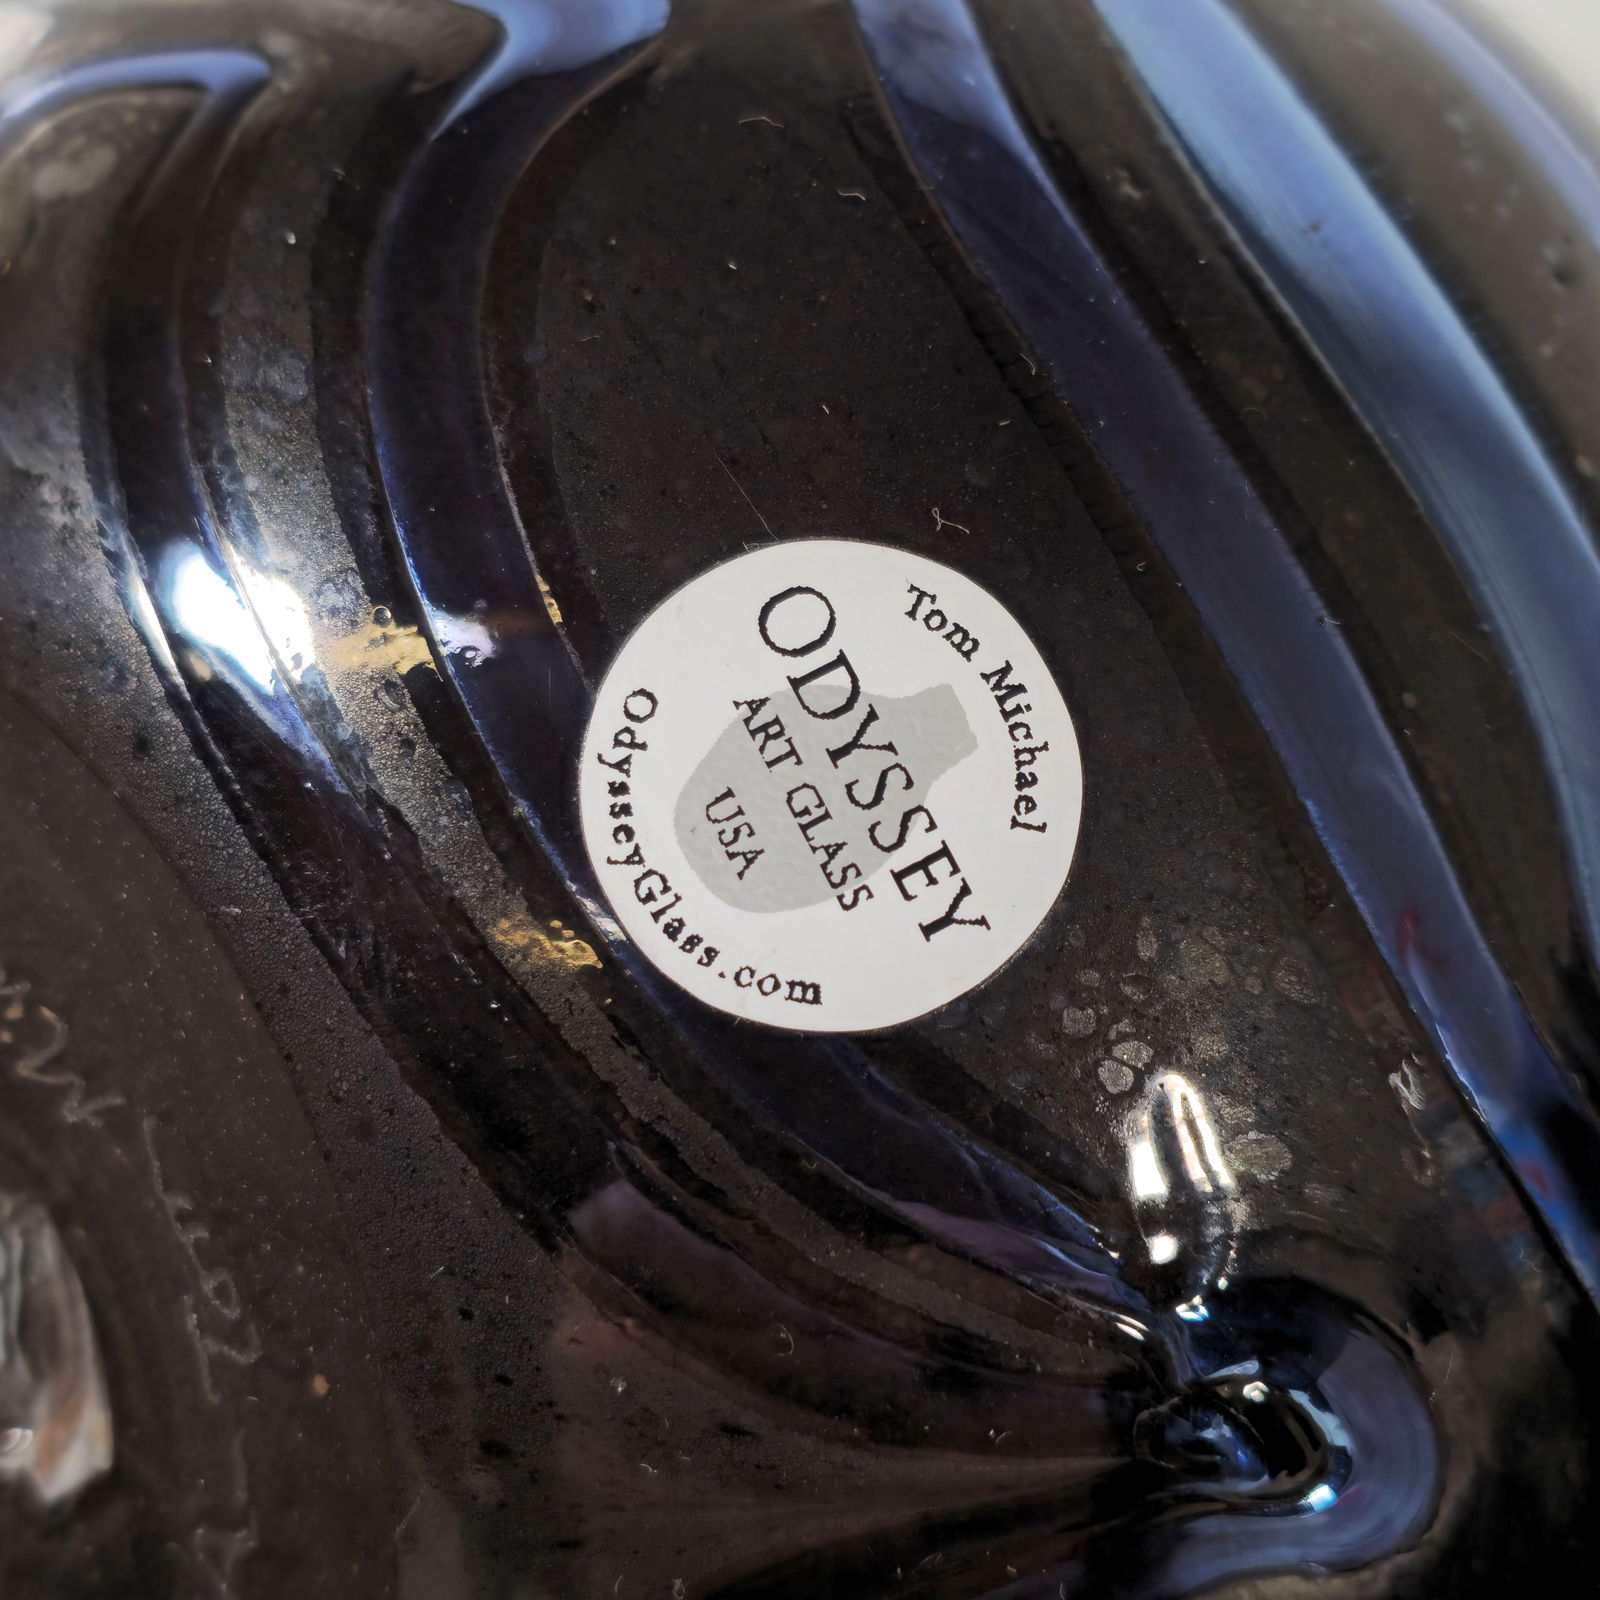 Tom Michael
ODYSSEY
ART GLASS
USA
OdysseyGlass.com